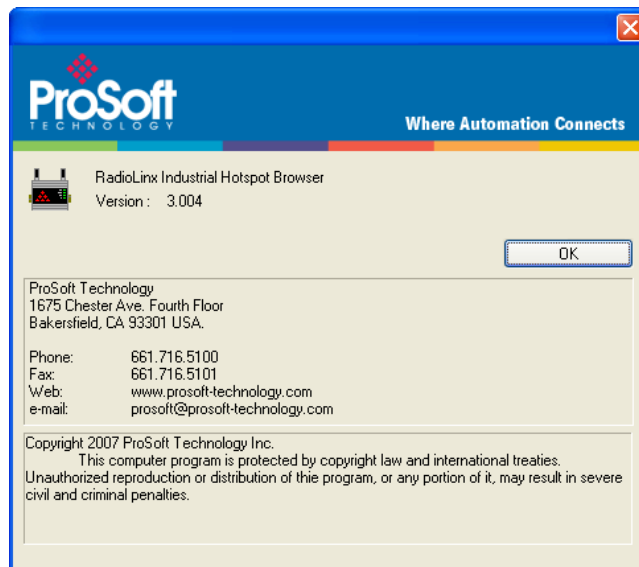 ProSoft
TECHNOLOGY
Where Automation Connects
RadioLinx Industrial Hotspot Browser
Version : 3.004
OK
ProSoft Technology
1675 Chester Ave. Fourth Floor
Bakersfield, CA 93301 USA.
Phone: 661.716.5100
Fax: 661.716.5101
Web: www.prosoft-technology.com
e-mail: prosoft@prosoft-technology.com
Copyright 2007 ProSoft Technology Inc.
This computer program is protected by copyright law and international treaties.
Unauthorized reproduction or distribution of thie program, or any portion of it, may result in severe
civil and criminal penalties.